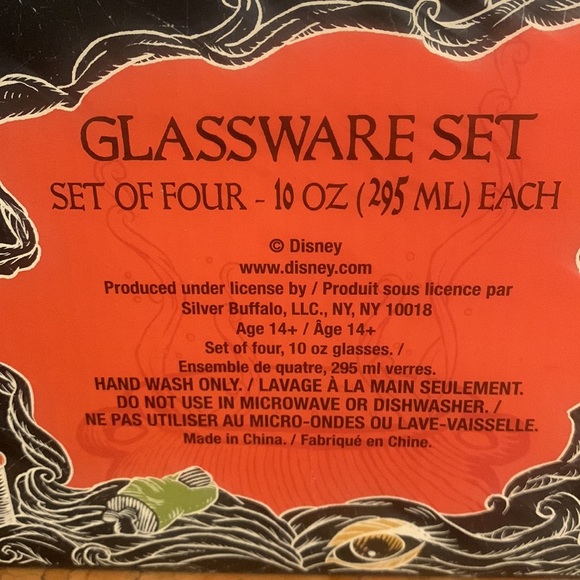 GLASSWARE SET
SET OF FOUR - 10 OZ (295 ML) EACH
© Disney
www.disney.com
Produced under license by / Produit sous licence par
Silver Buffalo, LLC., NY, NY 10018
Age 14+ / Âge 14+
Set of four, 10 oz glasses. /
Ensemble de quatre, 295 ml verres.
HAND WASH ONLY. / LAVAGE À LA MAIN SEULEMENT.
DO NOT USE IN MICROWAVE OR DISHWASHER. /
NE PAS UTILISER AU MICRO-ONDES OU LAVE-VAISSELLE.
Made in China. / Fabriqué en Chine.